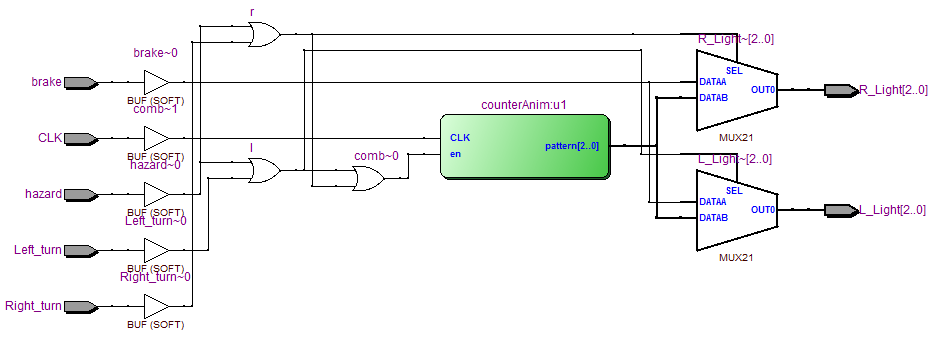 r
R_Light~[2..0]
brake~0
SEL
brake
DATAA
OUT0
R_Light[2..0]
BUF (SOFT)
DATAB
comb~1
counterAnim:u1
MUX21
CLK
CLK
pattern[2..0]
BUF (SOFT)
l
comb~0
en
hazard~0
L_Light~[2..0]
SEL
hazard
DATAA
OUT0
L_Light[2..0]
BUF (SOFT)
DATAB
Left_turn~0
Left_turn
MUX21
BUF (SOFT)
Right_turn~0
Right_turn
BUF (SOFT)